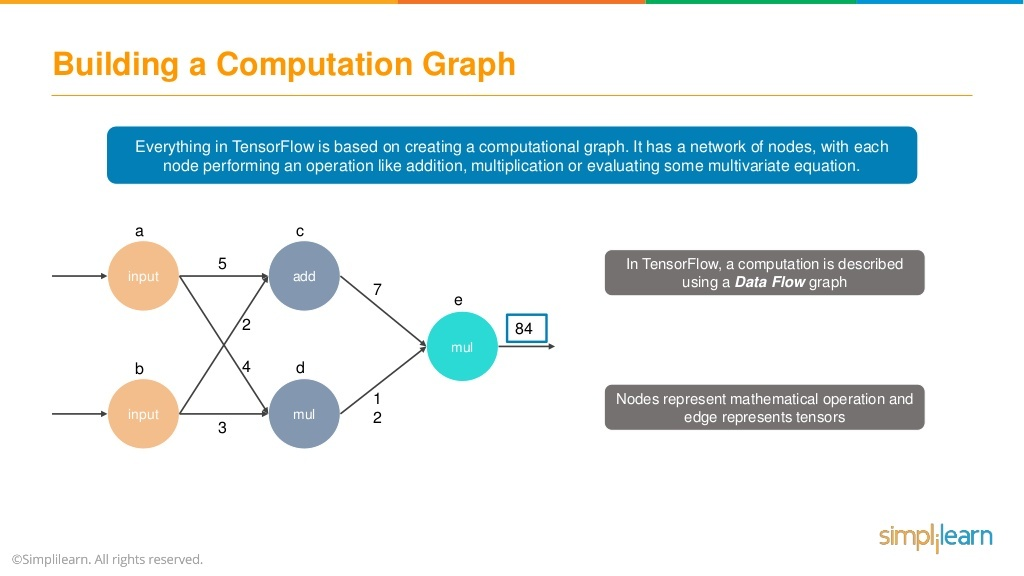 Building a Computation Graph
Everything in TensorFlow is based on creating a computational graph. It has a network of nodes, with each
node performing an operation like addition, multiplication or evaluating some multivariate equation.
a
c
input
5
add
7
e
2
mul
84
4
b
d
input
3
mul
1
2
In TensorFlow, a computation is described
using a Data Flow graph
Nodes represent mathematical operation and
edge represents tensors
simplilearn
©Simplilearn. All rights reserved.